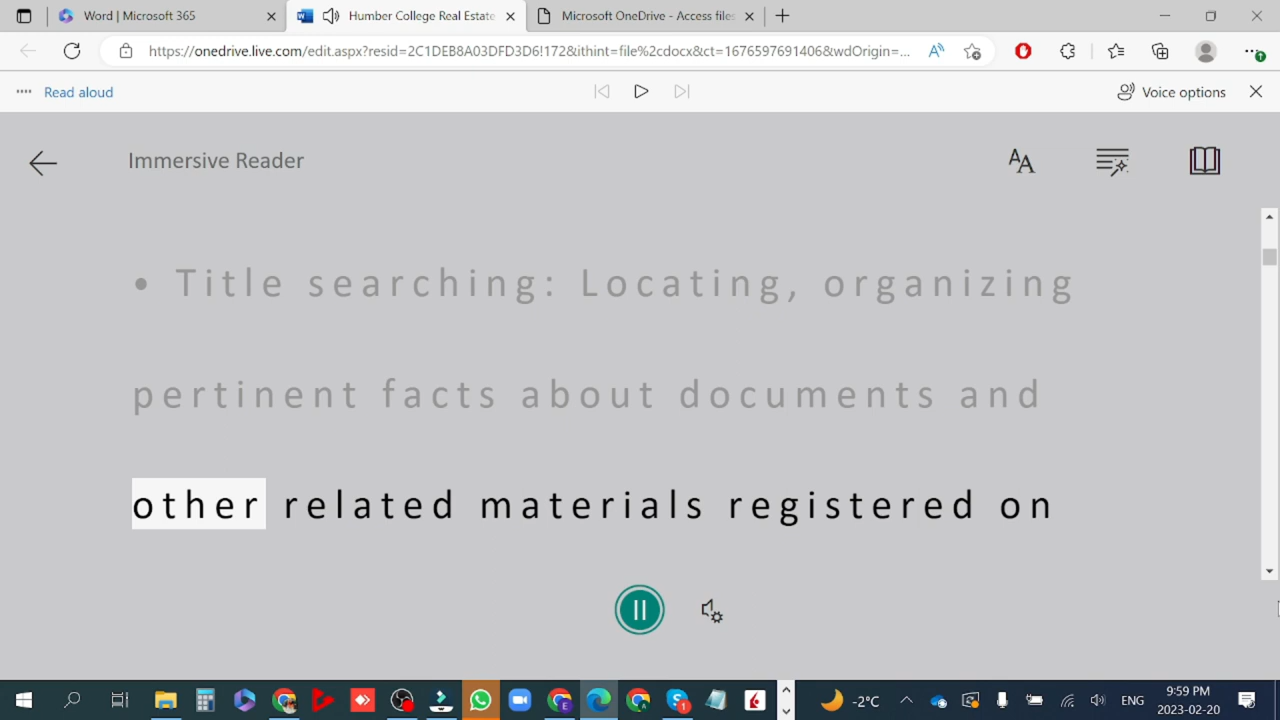 Word | Microsoft 365
Humber College Real Estate
Microsoft OneDrive - Access files
https://onedrive.live.com/edit.aspx?resid=2C1DEB8A03DFD3D6!172&ithint=file%2cdocx&ct=1676597691406&wdOrigin=...
Read aloud
Voice options
Immersive Reader
• Title searching: Locating, organizing
pertinent facts about documents and
other related materials registered on
-2°C
ENG
9:59 PM
2023-02-20